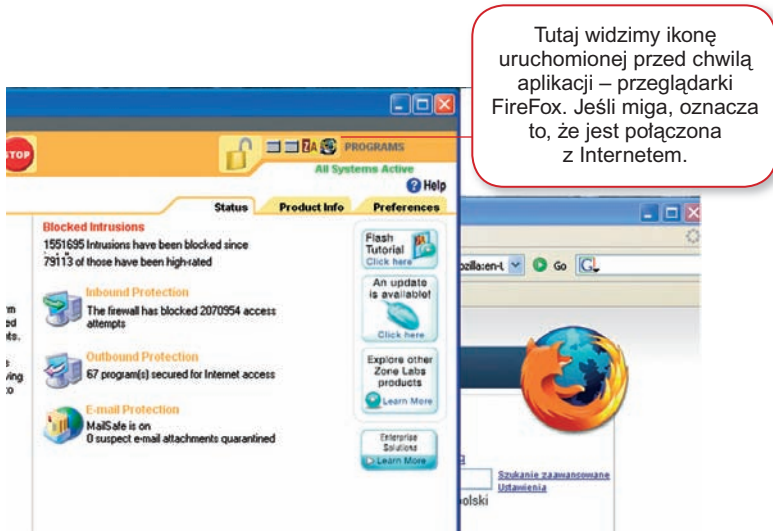 Tutaj widzimy ikonę
uruchomionej przed chwilą
aplikacji – przeglądarki
FireFox. Jeśli miga, oznacza
to, że jest połączona
z Internetem.
STOP
ZA
PROGRAMS
All Systems Active
Help
Status
Product Info
Preferences
Blocked Intrusions
1551695 Intrusions have been blocked since
79113 of those have been high-rated
Inbound Protection
The firewall has blocked 2070954 access
attempts
Outbound Protection
67 program(s) secured for Internet access
E-mail Protection
MailSafe is on
0 suspect e-mail attachments quarantined
Flash
Tutorial
Click here
An update
is available!
Click here
Explore other
Zone Labs
products
Learn More
Enterprise
Solutions
Learn More
ozilla:en-L
Go
G
Szukanie zaawansowane
Ustawienia
olski